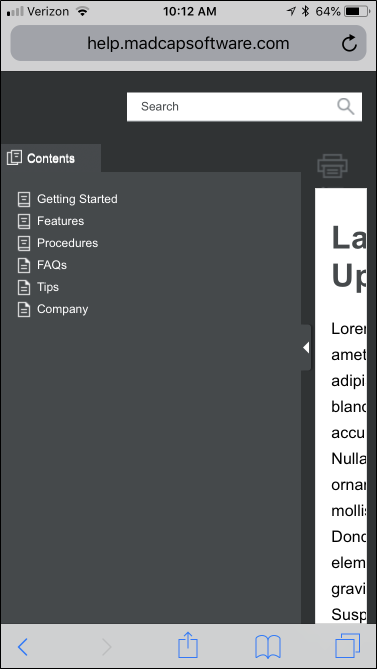 Verizon 10:12 AM 64%
help.madcapsoftware.com
Search
Contents
Getting Started
Features
Procedures
FAQs
Tips
Company
La
Up
Lorem
amet
adipi
blanc
accu
Nulla
ornar
mollis
Donc
elem
gravi
Susp